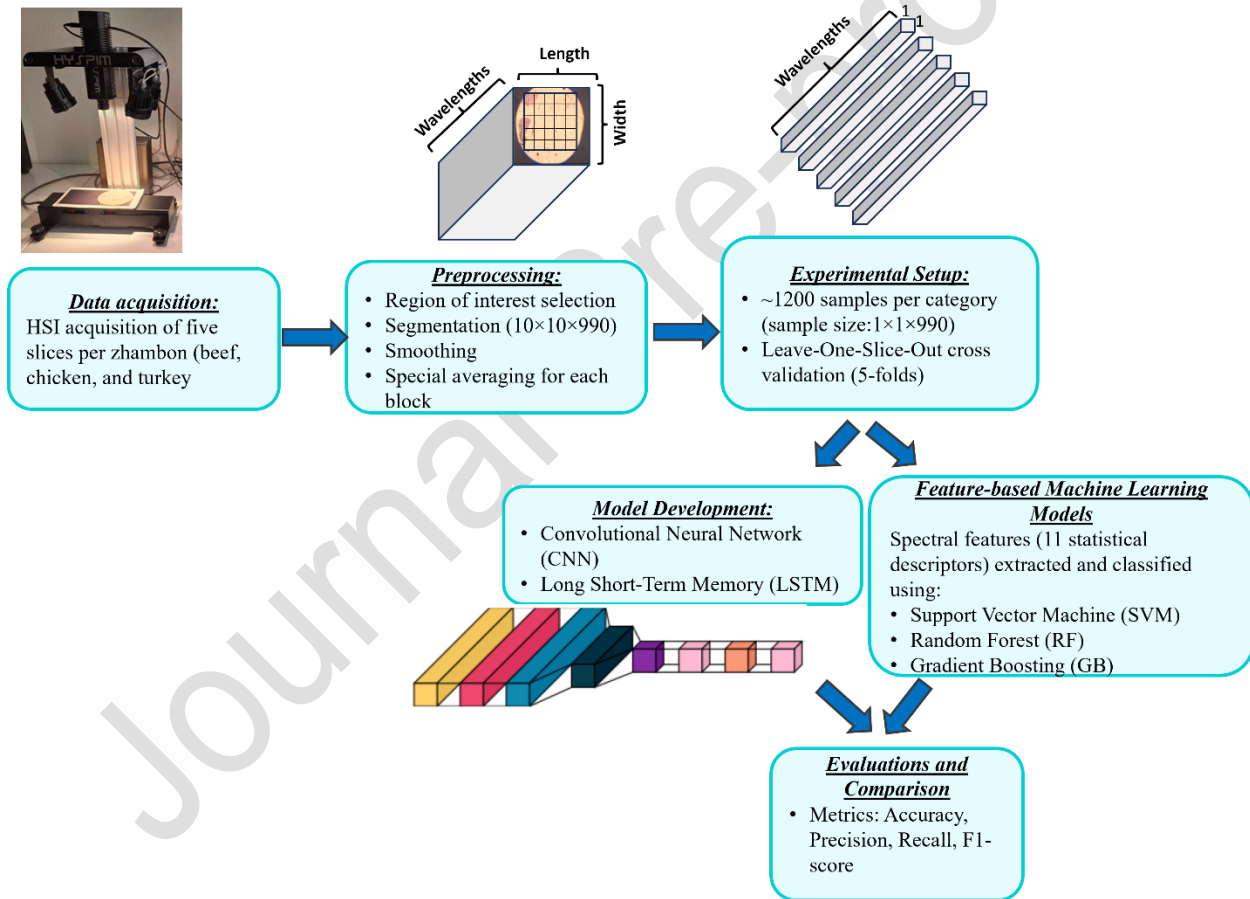 HYSPIM
Wavelengths
Length
Width
Wavelengths
1
1
Data acquisition:
HSI acquisition of five
slices per zhambon (beef,
chicken, and turkey
Preprocessing:
• Region of interest selection
• Segmentation (10×10×990)
• Smoothing
• Special averaging for each
block
Experimental Setup:
• ~1200 samples per category
(sample size:1×1×990)
• Leave-One-Slice-Out cross
validation (5-folds)
Model Development:
• Convolutional Neural Network
(CNN)
• Long Short-Term Memory (LSTM)
Feature-based Machine Learning
Models
Spectral features (11 statistical
descriptors) extracted and classified
using:
• Support Vector Machine (SVM)
• Random Forest (RF)
• Gradient Boosting (GB)
Evaluations and
Comparison
• Metrics: Accuracy,
Precision, Recall, F1-
score
Journal Pre-pro